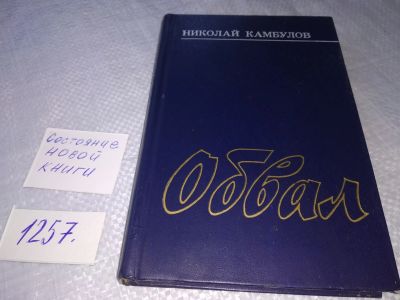 НИКОЛАЙ КАМБУЛОВ
Обвал
Состояние
новой
книги
1257.